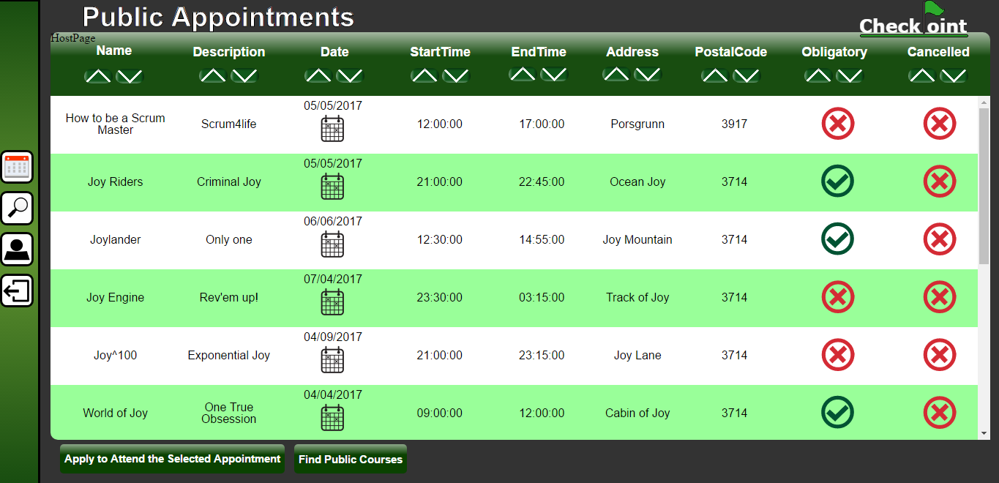 Public Appointments
Check oint
HostPage
Name Description Date StartTime EndTime Address PostalCode Obligatory Cancelled
05/05/2017
How to be a Scrum
Master
Scrum4life 12:00:00 17:00:00 Porsgrunn 3917
05/05/2017
Joy Riders Criminal Joy 21:00:00 22:45:00 Ocean Joy 3714
06/06/2017
Joylander Only one 12:30:00 14:55:00 Joy Mountain 3714
07/04/2017
Joy Engine Rev'em up! 23:30:00 03:15:00 Track of Joy 3714
04/09/2017
Joy^100 Exponential Joy 21:00:00 23:15:00 Joy Lane 3714
04/04/2017
World of Joy
One True
Obsession
09:00:00 12:00:00 Cabin of Joy 3714
Apply to Attend the Selected Appointment
Find Public Courses